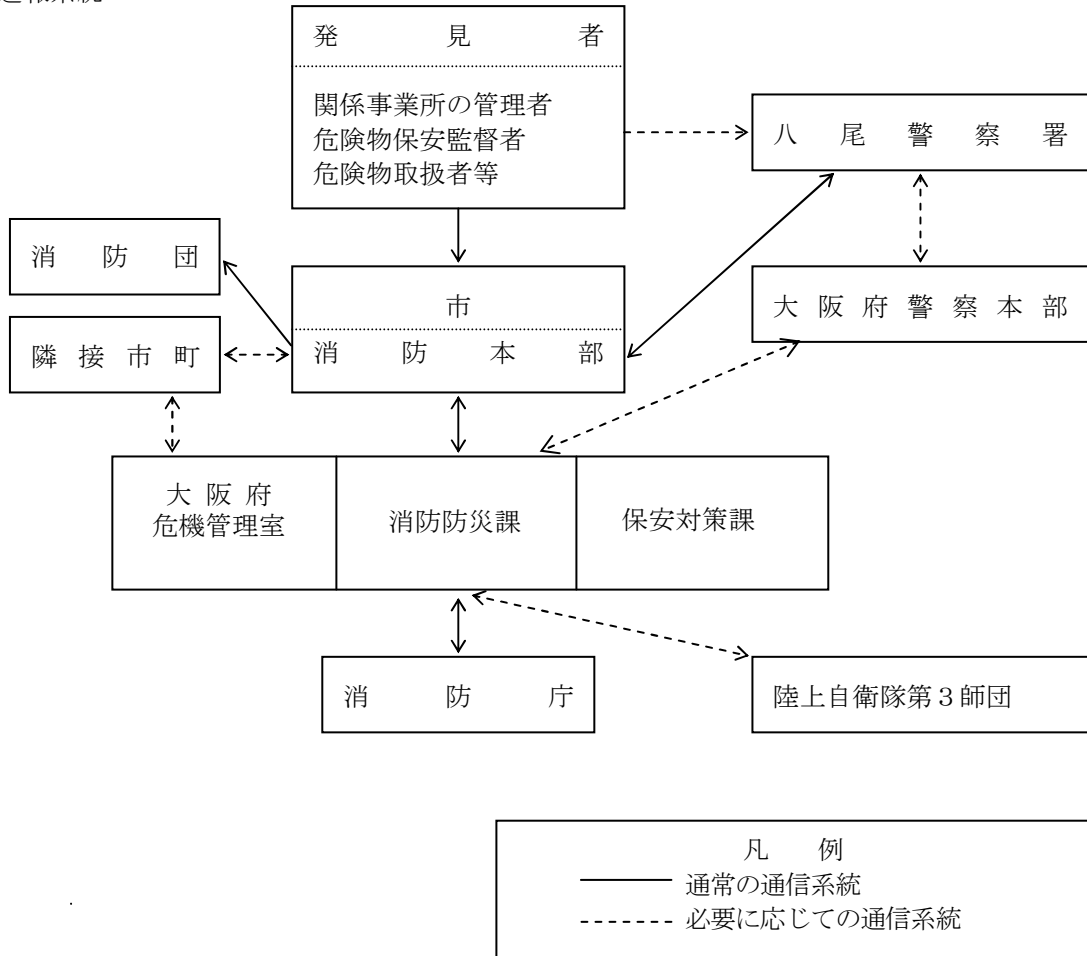 発見者
関係事業所の管理者
危険物保安監督者
危険物取扱者等
八尾警察署
消防団
市
消防本部
大阪府警察本部
隣接市町
大阪府
危機管理室
消防防災課
保安対策課
消防庁
陸上自衛隊第3師団
凡例
通常の通信系統
必要に応じての通信系統